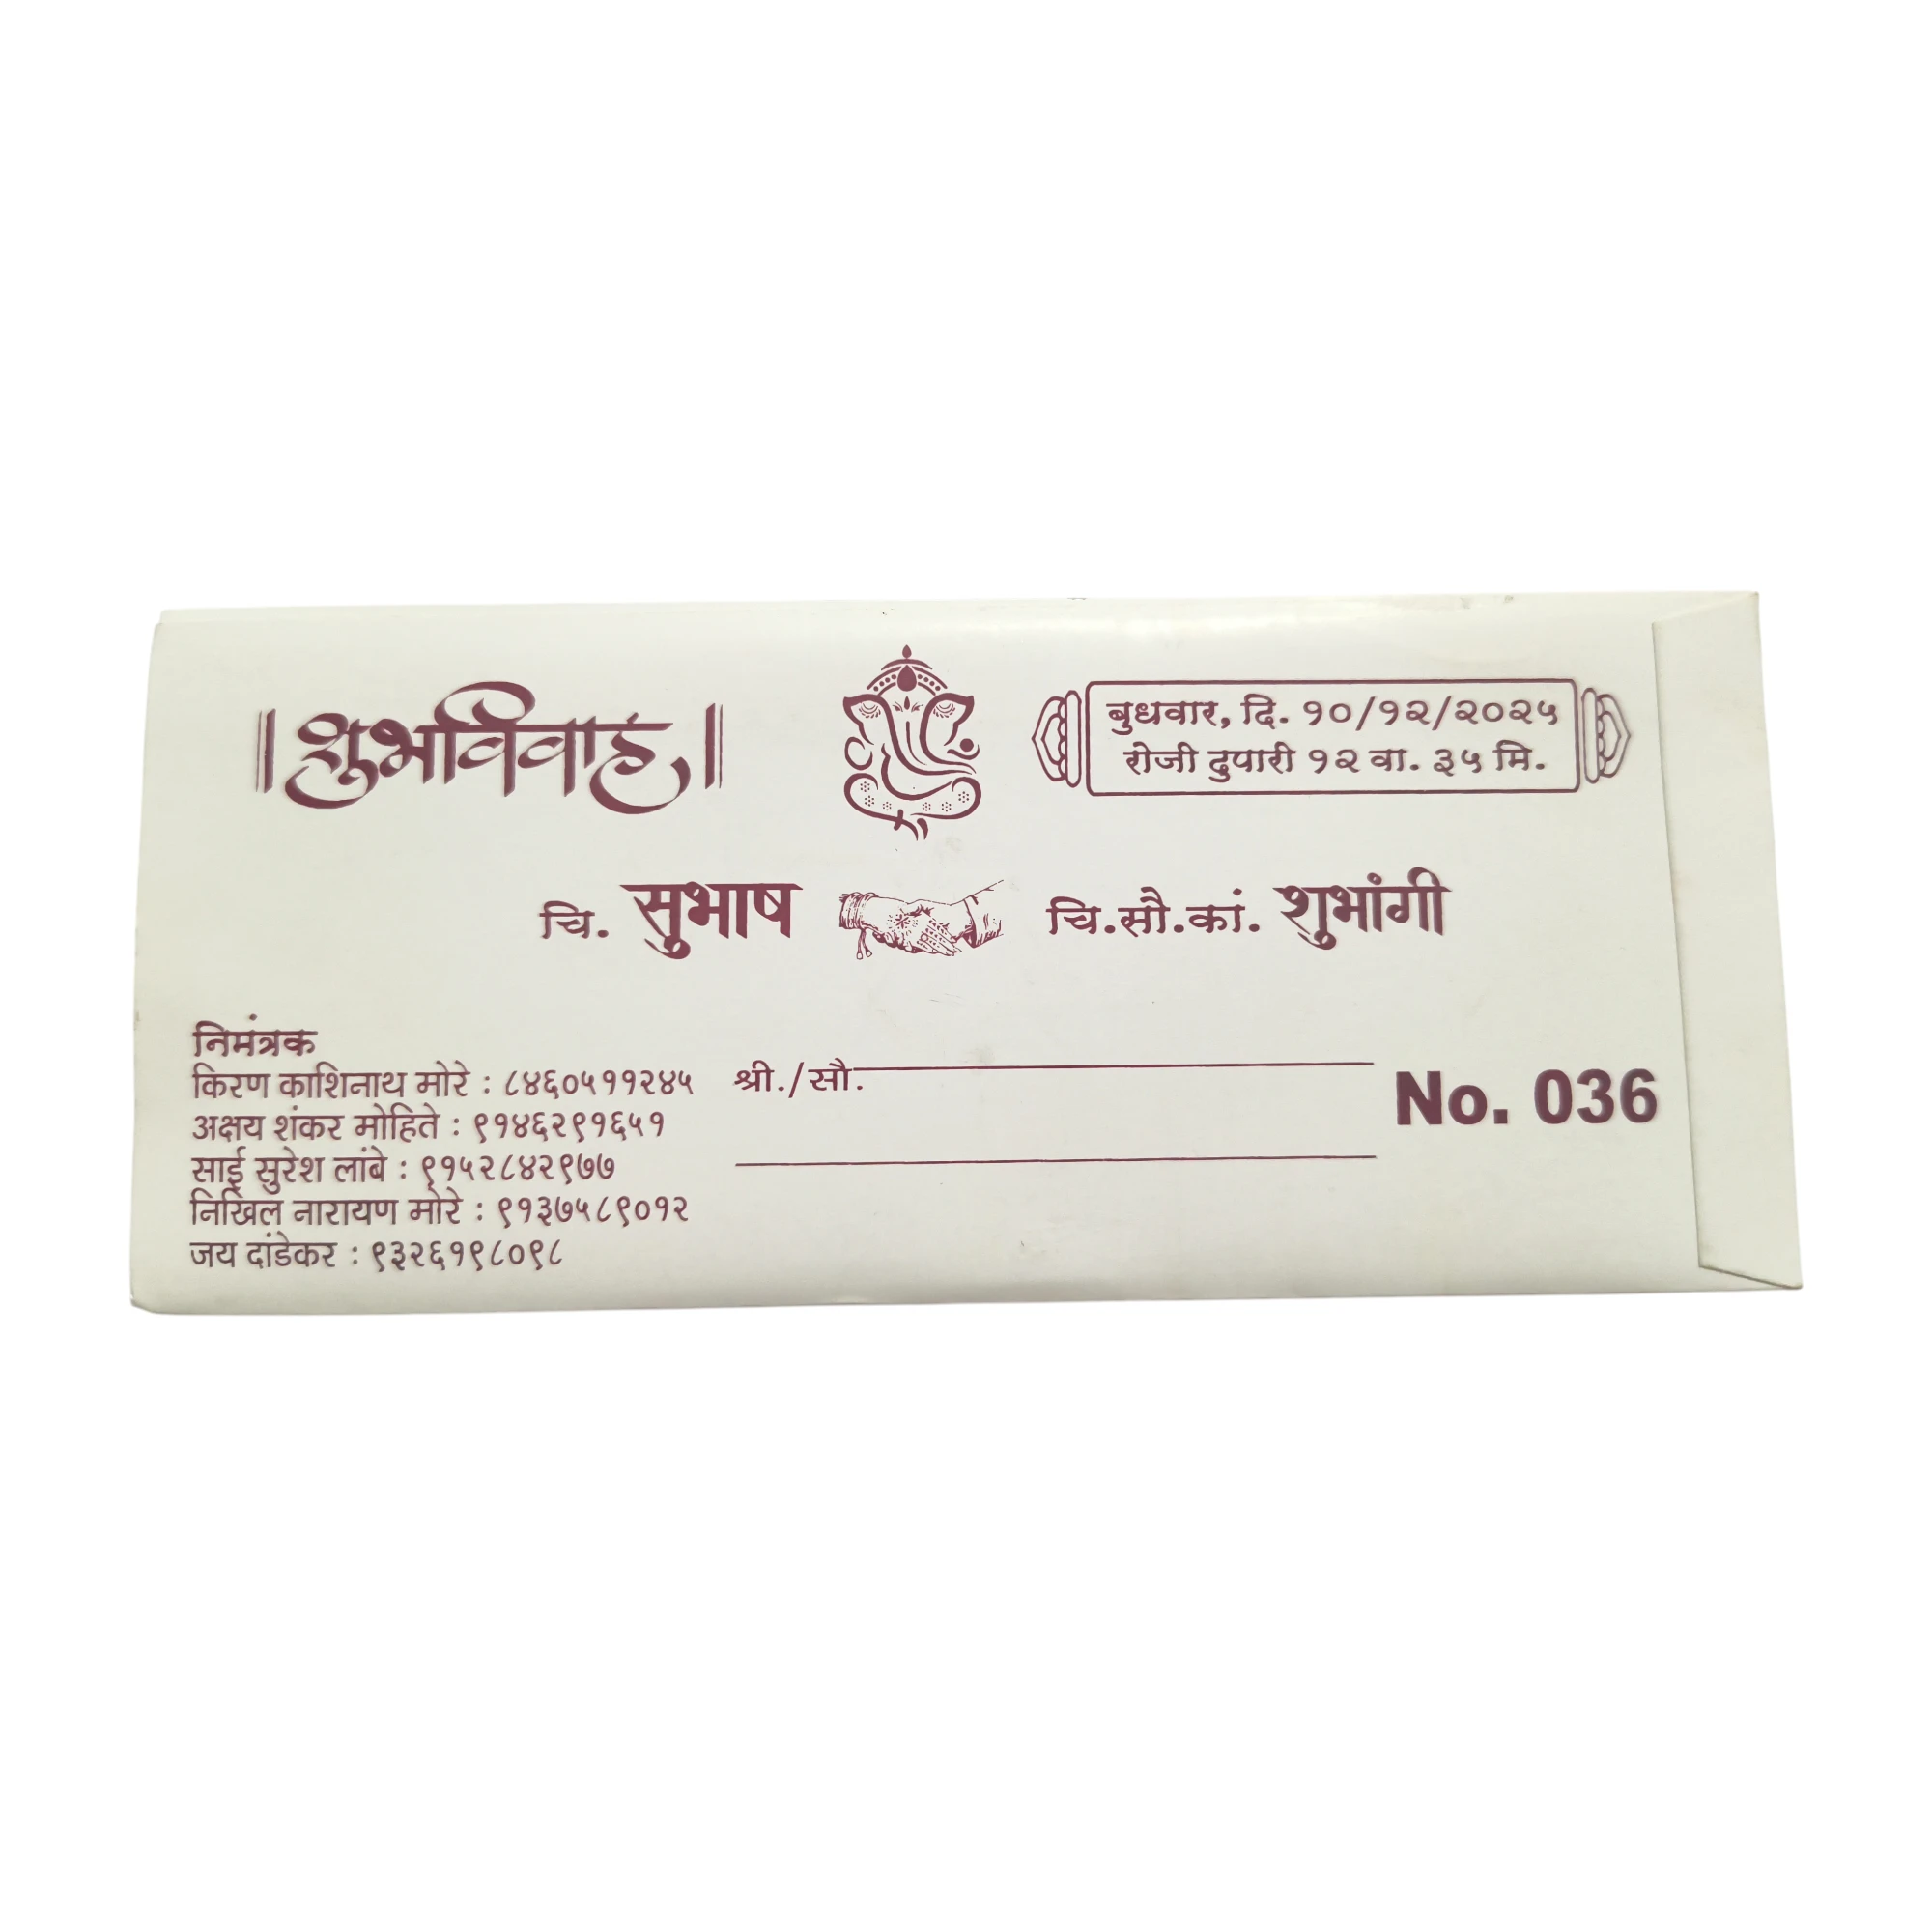 ||शुभविवाह||
बुधवार, दि. १०/१२/२०२५
रोजी दुपारी १२ वा. ३५ मि.
चि. सुभाष चि.सौ.कां. शुभांगी
निमंत्रक
किरण काशिनाथ मोरे : ८४६०५११२४५
अक्षय शंकर मोहिते : ९१४६२९१६५१
साई सुरेश लांबे : ९१५२८४२९७७
निखिल नारायण मोरे : ९१३७५८९०१२
जय दांडेकर : ९३२६१९८०९८
श्री./सौ.
No. 036